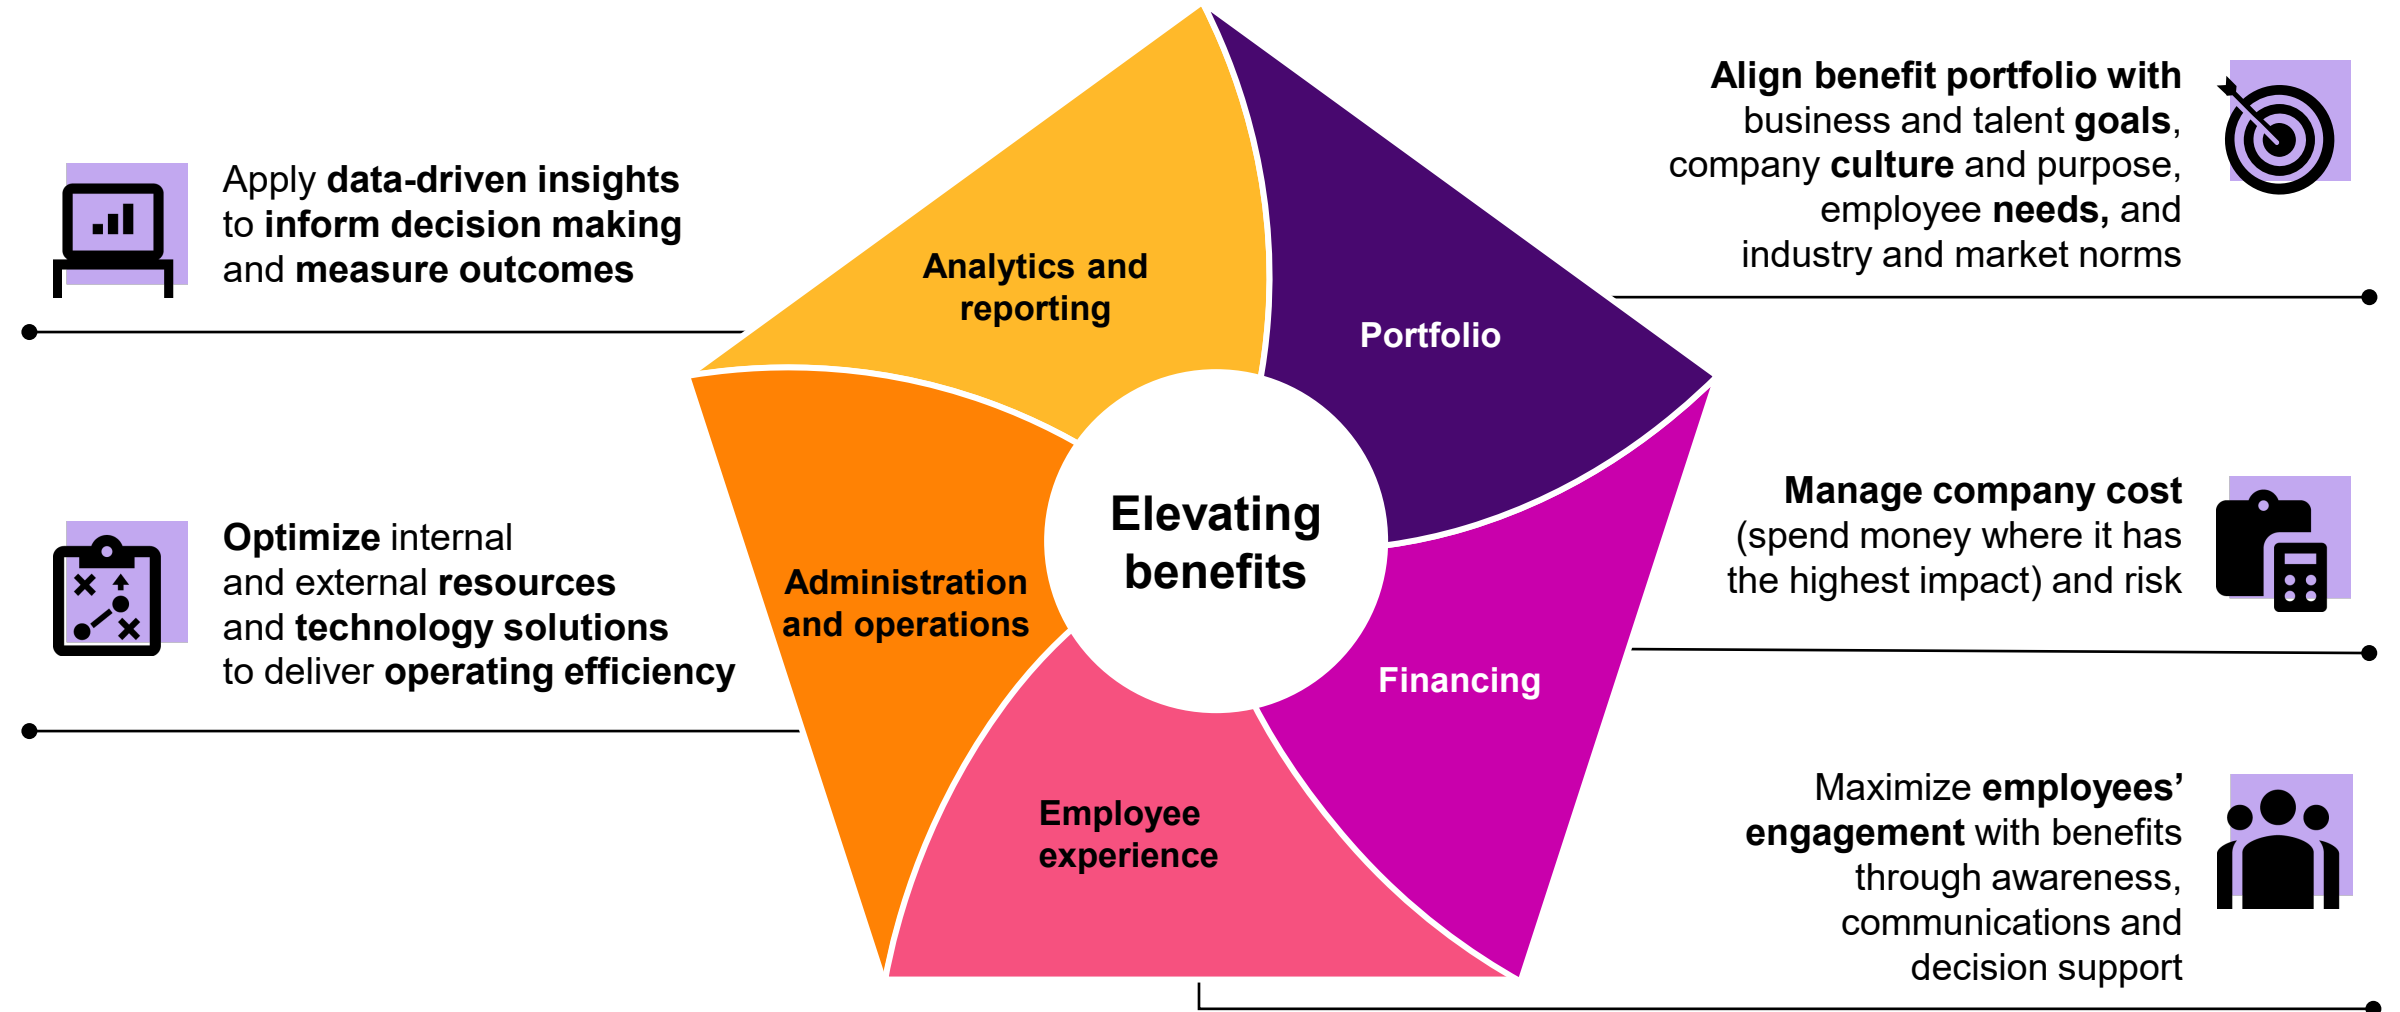 Apply data-driven insights
to inform decision making
and measure outcomes
Optimize internal
and external resources
and technology solutions
to deliver operating efficiency
Analytics and
reporting
Portfolio
Elevating
benefits
Administration
and operations
Financing
Employee
experience
Align benefit portfolio with
business and talent goals,
company culture and purpose,
employee needs, and
industry and market norms
Manage company cost
(spend money where it has
the highest impact) and risk
Maximize employees’
engagement with benefits
through awareness,
communications and
decision support